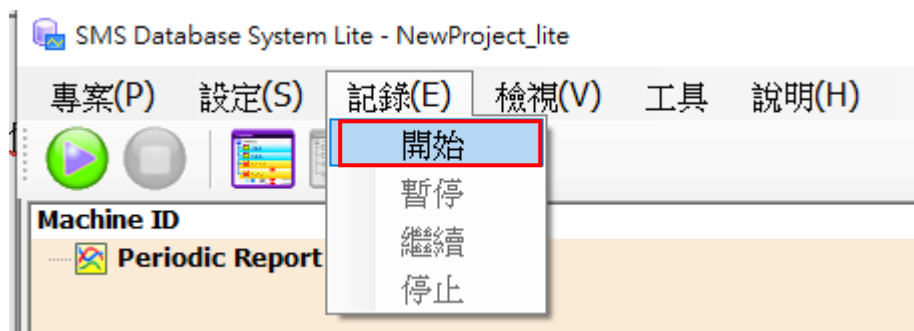 SMS Database System Lite - NewProject_lite
專案(P) 設定(S) 記錄(E) 檢視(V) 工具 說明(H)
開始
暫停
繼續
停止
Machine ID
Periodic Report